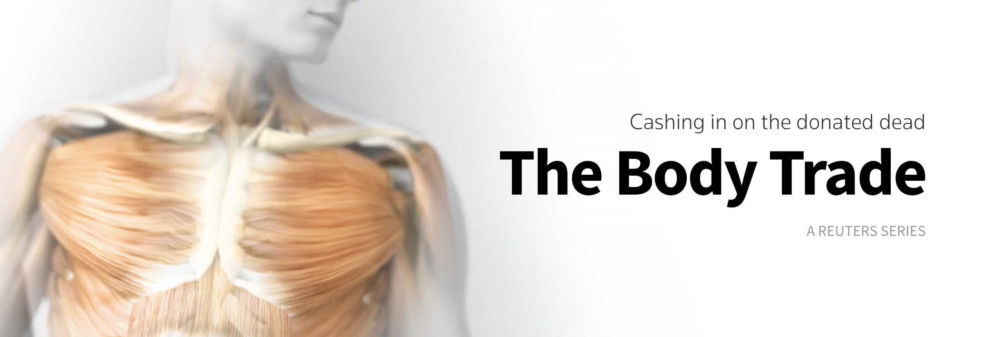 Cashing in on the donated dead
The Body Trade
A REUTERS SERIES